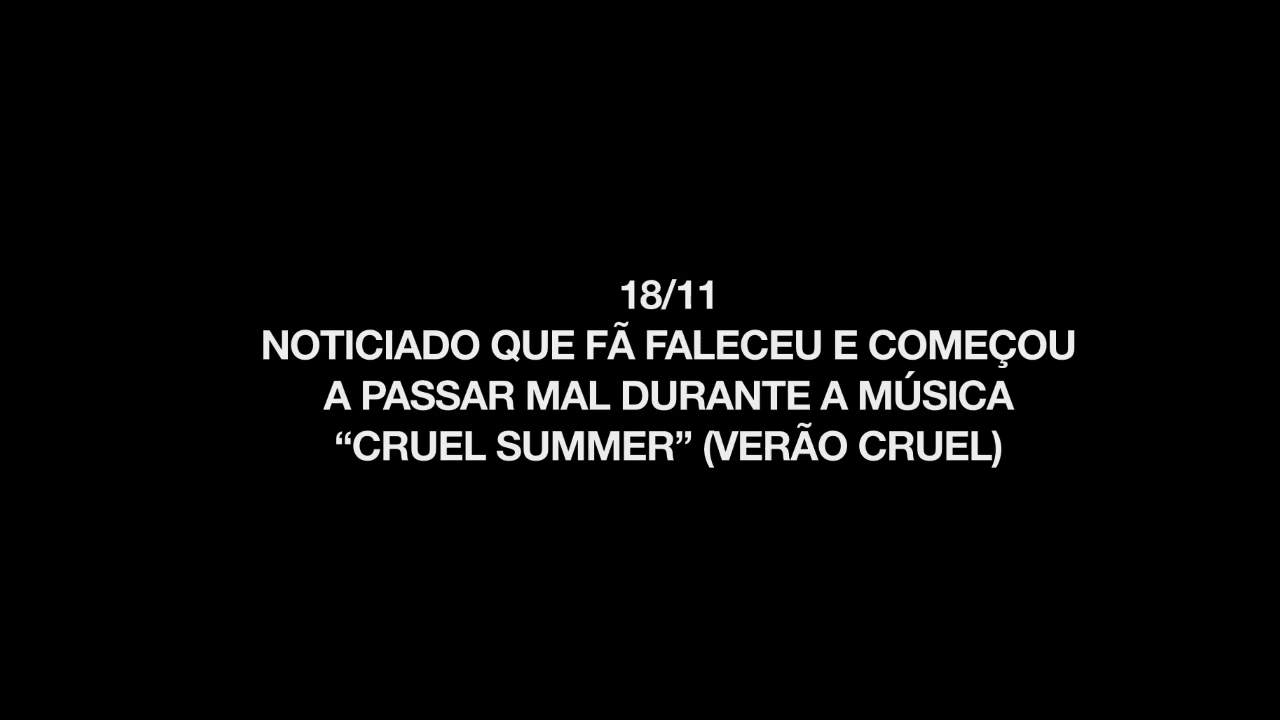 18/11
NOTICIADO QUE FÃ FALECEU E COMEÇOU
A PASSAR MAL DURANTE A MÚSICA
“CRUEL SUMMER” (VERÃO CRUEL)